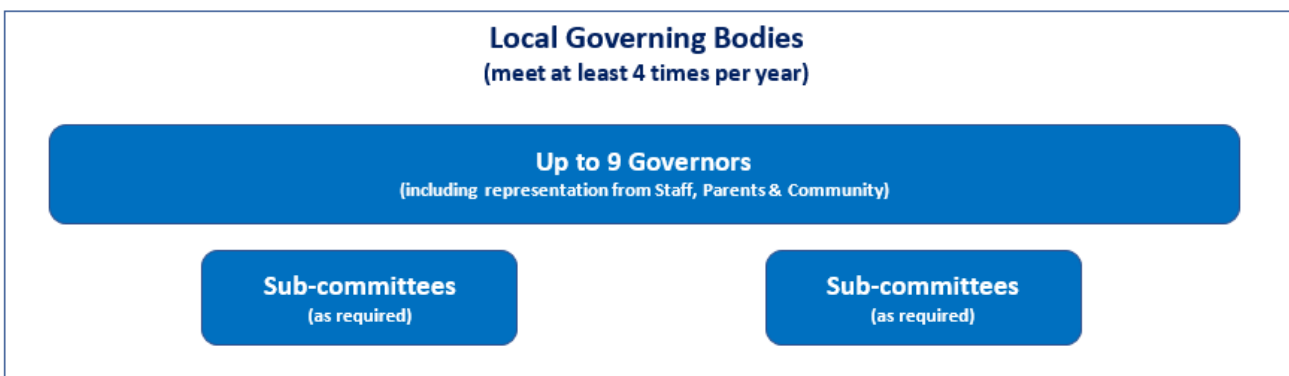 Local Governing Bodies
(meet at least 4 times per year)
Up to 9 Governors
(including representation from Staff, Parents & Community)
Sub-committees
(as required)
Sub-committees
(as required)